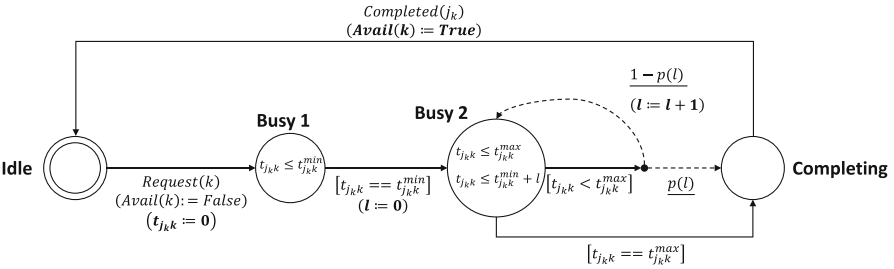 Completed(j_k)
(Avail(k) ≔ True)
1 − p(l)
(l ≔ l + 1)
Busy 1
Busy 2
Idle
t_{j_k k} ≤ t_{j_k k}^{min}
t_{j_k k} ≤ t_{j_k k}^{max}
t_{j_k k} ≤ t_{j_k k}^{min} + l
Completing
Request(k)
(Avail(k): = False)
(t_{j_k k} ≔ 0)
[t_{j_k k} == t_{j_k k}^{min}]
(l ≔ 0)
[t_{j_k k} < t_{j_k k}^{max}]
p(l)
[t_{j_k k} == t_{j_k k}^{max}]